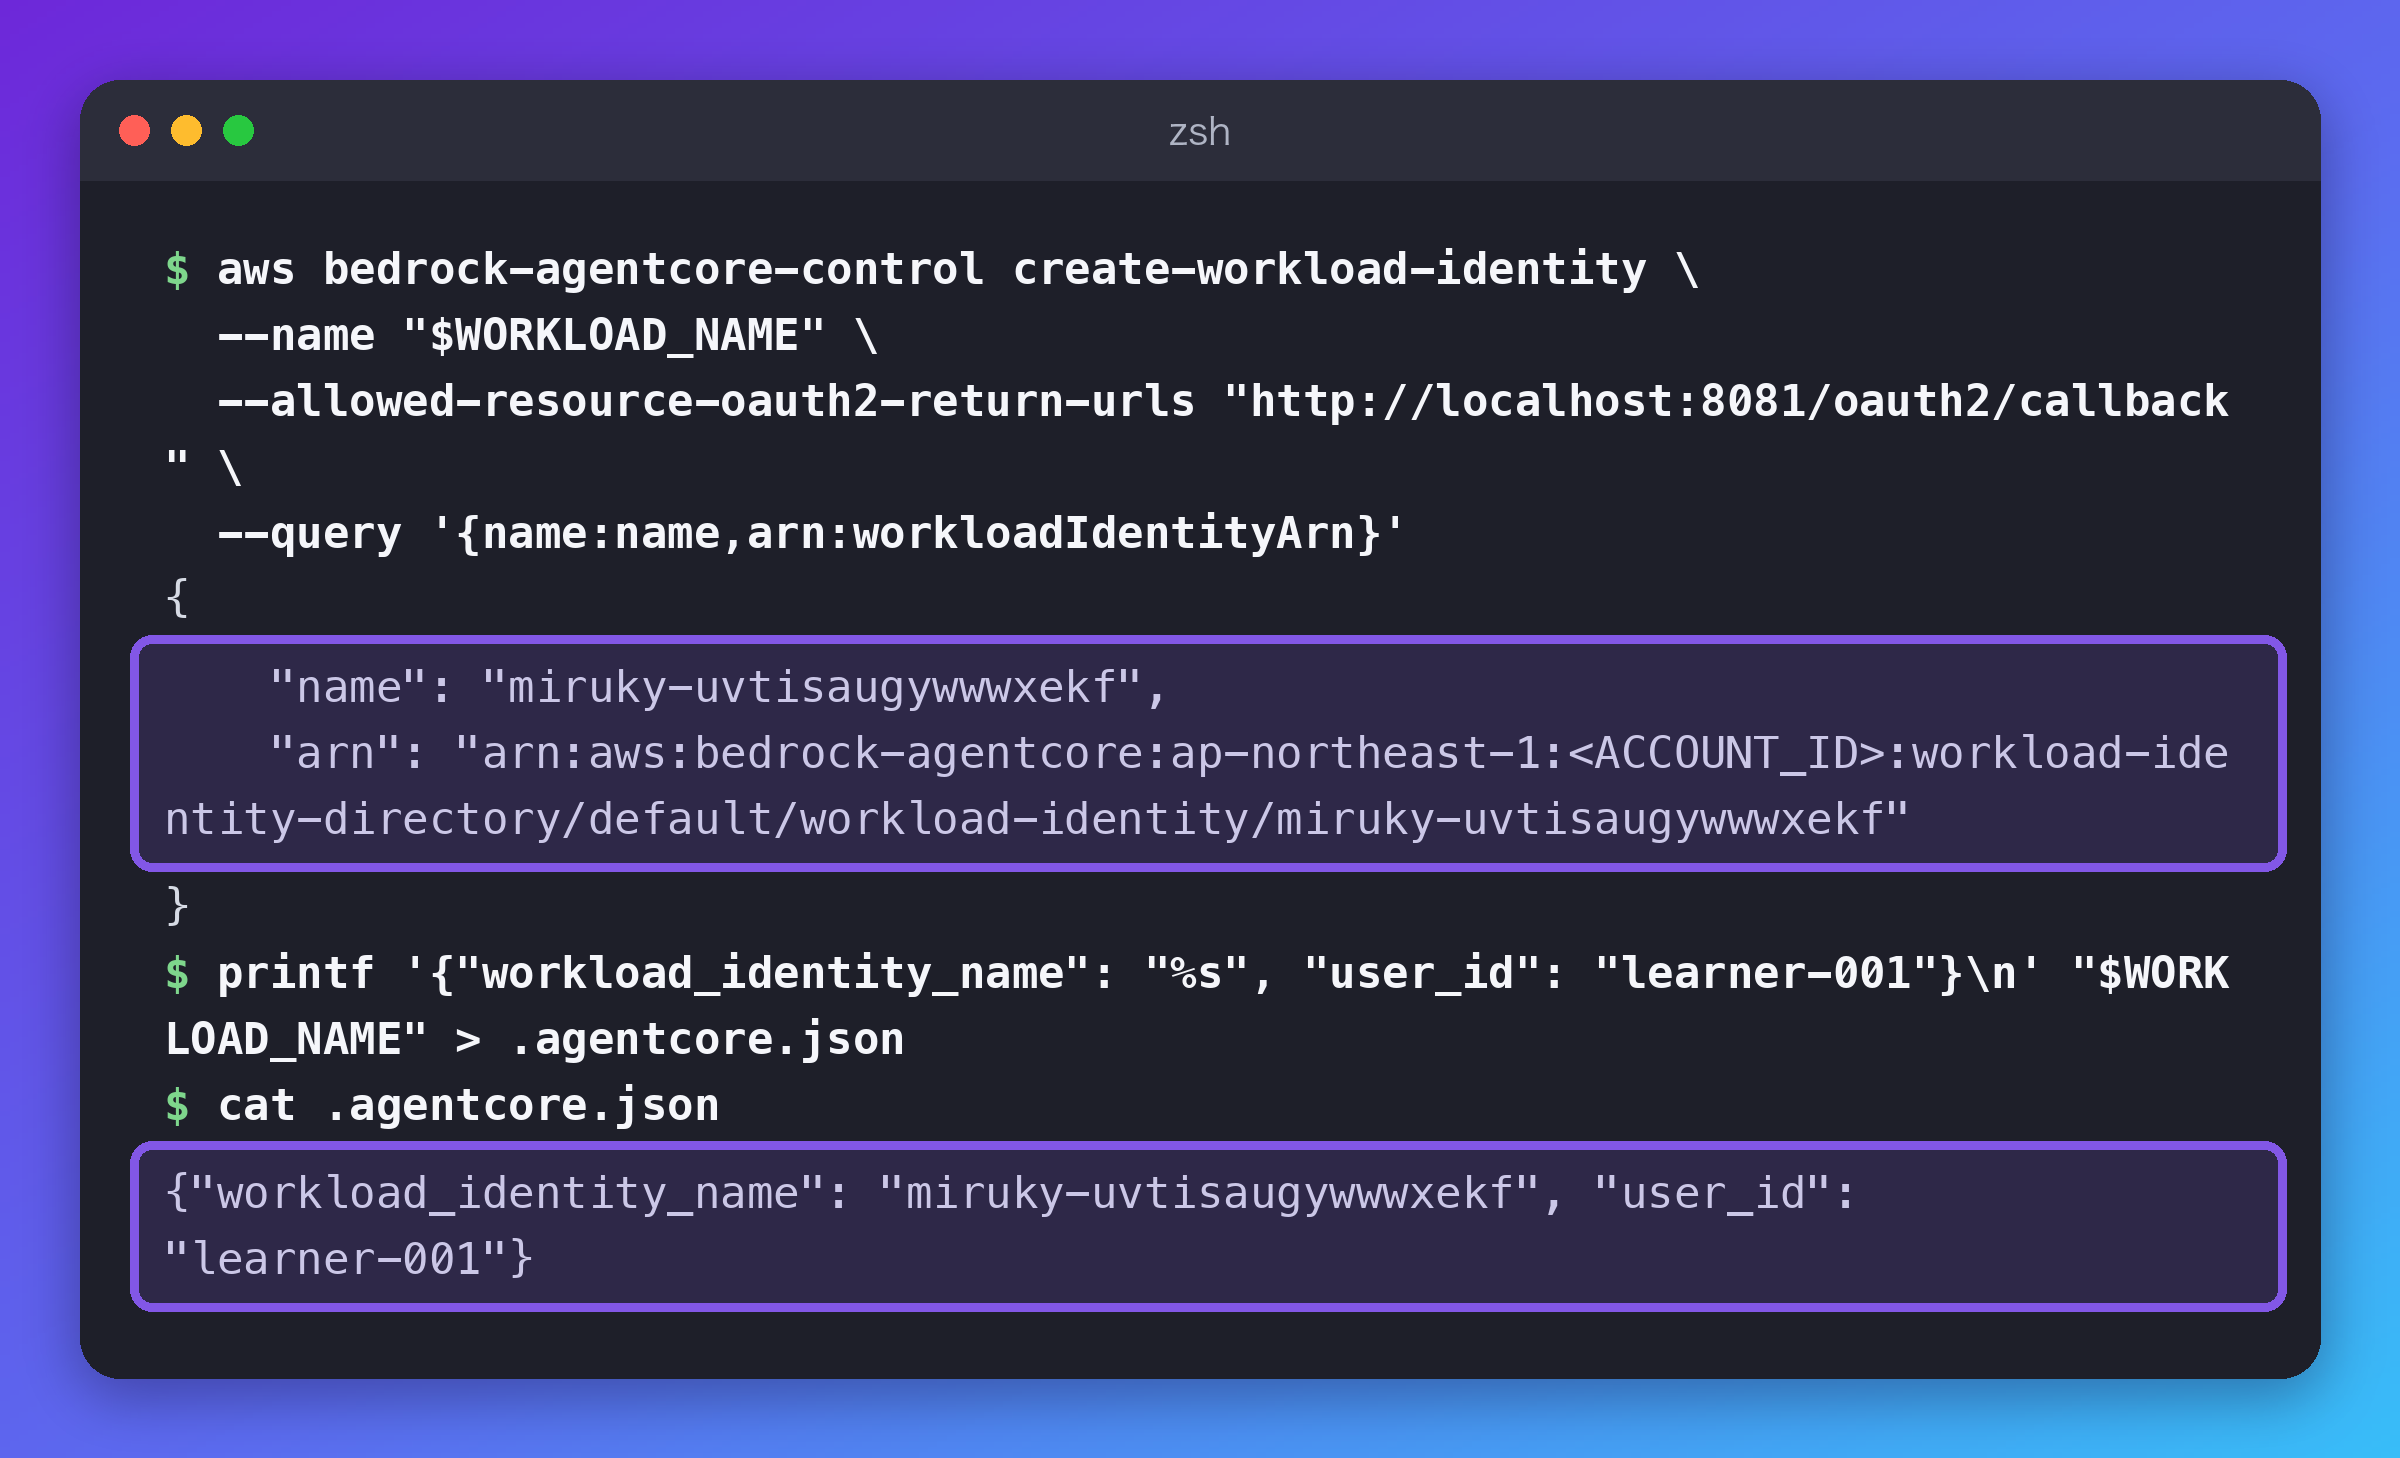 zsh
$ aws bedrock-agentcore-control create-workload-identity \
  --name "$WORKLOAD_NAME" \
  --allowed-resource-oauth2-return-urls "http://localhost:8081/oauth2/callback
" \
  --query '{name:name,arn:workloadIdentityArn}'
{
    "name": "miruky-uvtisaugywwwxekf",
    "arn": "arn:aws:bedrock-agentcore:ap-northeast-1:<ACCOUNT_ID>:workload-ide
ntity-directory/default/workload-identity/miruky-uvtisaugywwwxekf"
}
$ printf '{"workload_identity_name": "%s", "user_id": "learner-001"}\n' "$WORK
LOAD_NAME" > .agentcore.json
$ cat .agentcore.json
{"workload_identity_name": "miruky-uvtisaugywwwxekf", "user_id":
"learner-001"}